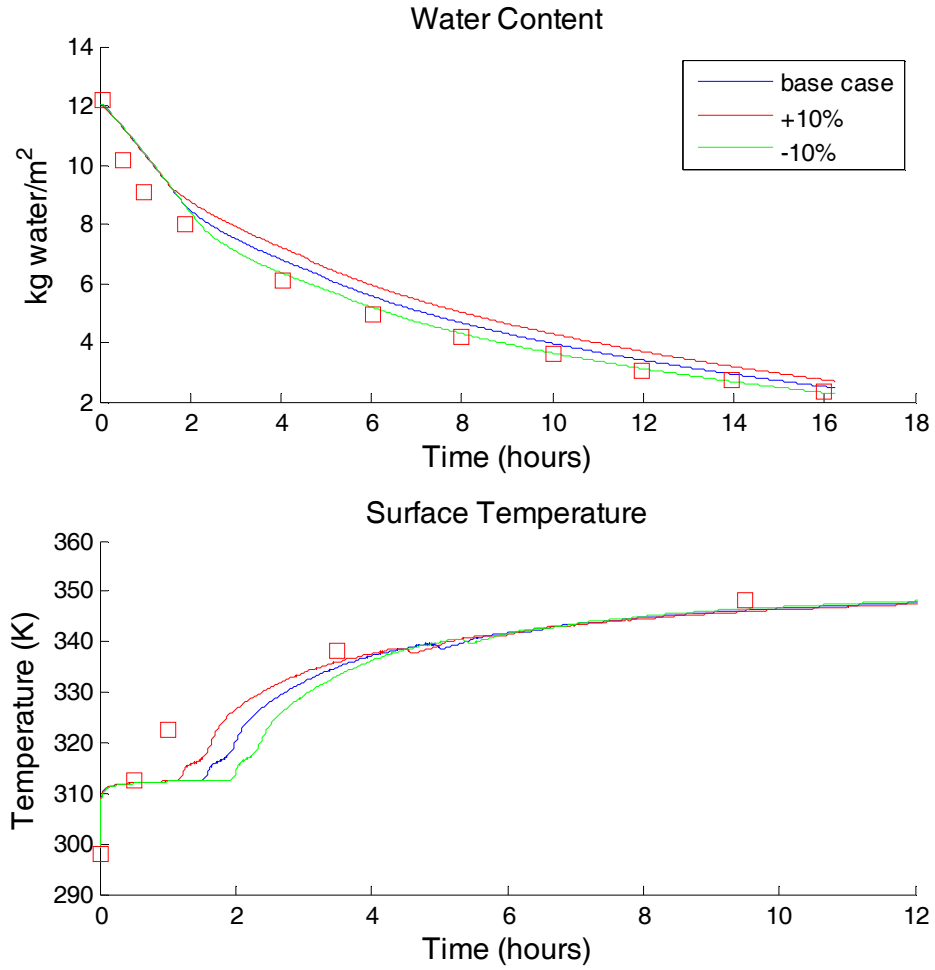 Water Content
14
12
10
8
6
4
2
kg water/m²
base case
+10%
-10%
0 2 4 6 8 10 12 14 16 18
Time (hours)
Surface Temperature
360
350
340
330
320
310
300
290
Temperature (K)
0 2 4 6 8 10 12
Time (hours)